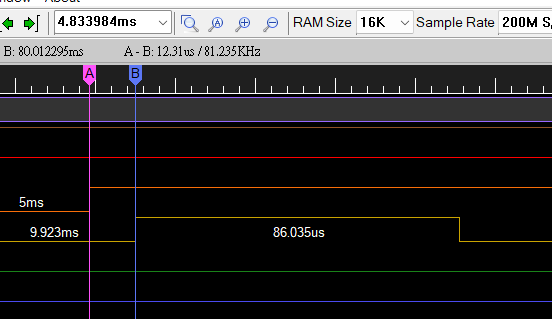 About
4.833984ms RAM Size 16K Sample Rate 200M S
B: 80.012295ms A - B: 12.31us / 81.235KHz
A B
5ms
9.923ms 86.035us